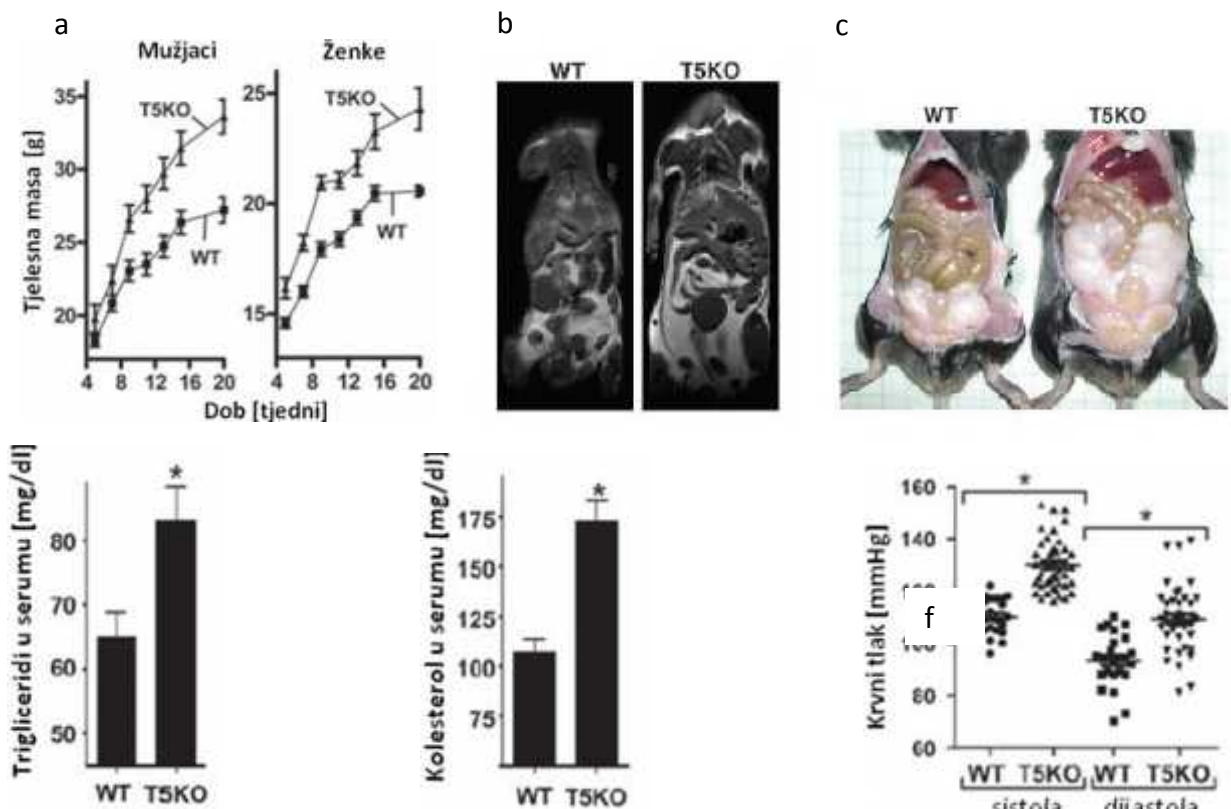 a
Mužjaci
Ženke
Tjelesna masa [g]
35
30
25
20
T5KO
WT
4 8 12 16 20
25
20
15
T5KO
WT
4 8 12 16 20
Dob [tjedni]
b
WT T5KO
c
WT T5KO
Trigliceridi u serumu [mg/dl]
80
70
60
50
*
WT T5KO
Kolesterol u serumu [mg/dl]
175
150
125
100
75
*
WT T5KO
f
Krvni tlak [mmHg]
160
140
80
60
*
*
WT T5KO WT T5KO
sistola dijastola